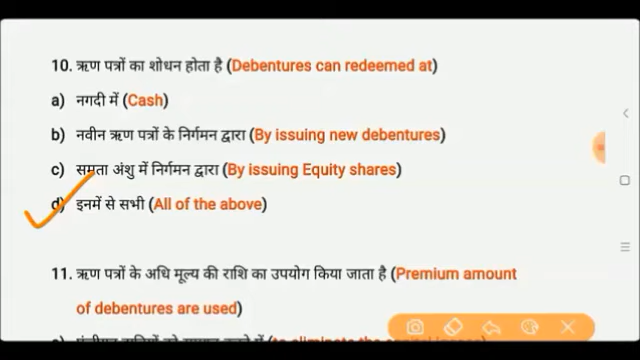 10. ऋण पत्रों का शोधन होता है (Debentures can redeemed at)
a) नगदी में (Cash)
b) नवीन ऋण पत्रों के निर्गमन द्वारा (By issuing new debentures)
c) समता अंशु में निर्गमन द्वारा (By issuing Equity shares)
d) इनमें से सभी (All of the above)
11. ऋण पत्रों के अधि मूल्य की राशि का उपयोग किया जाता है (Premium amount
of debentures are used)